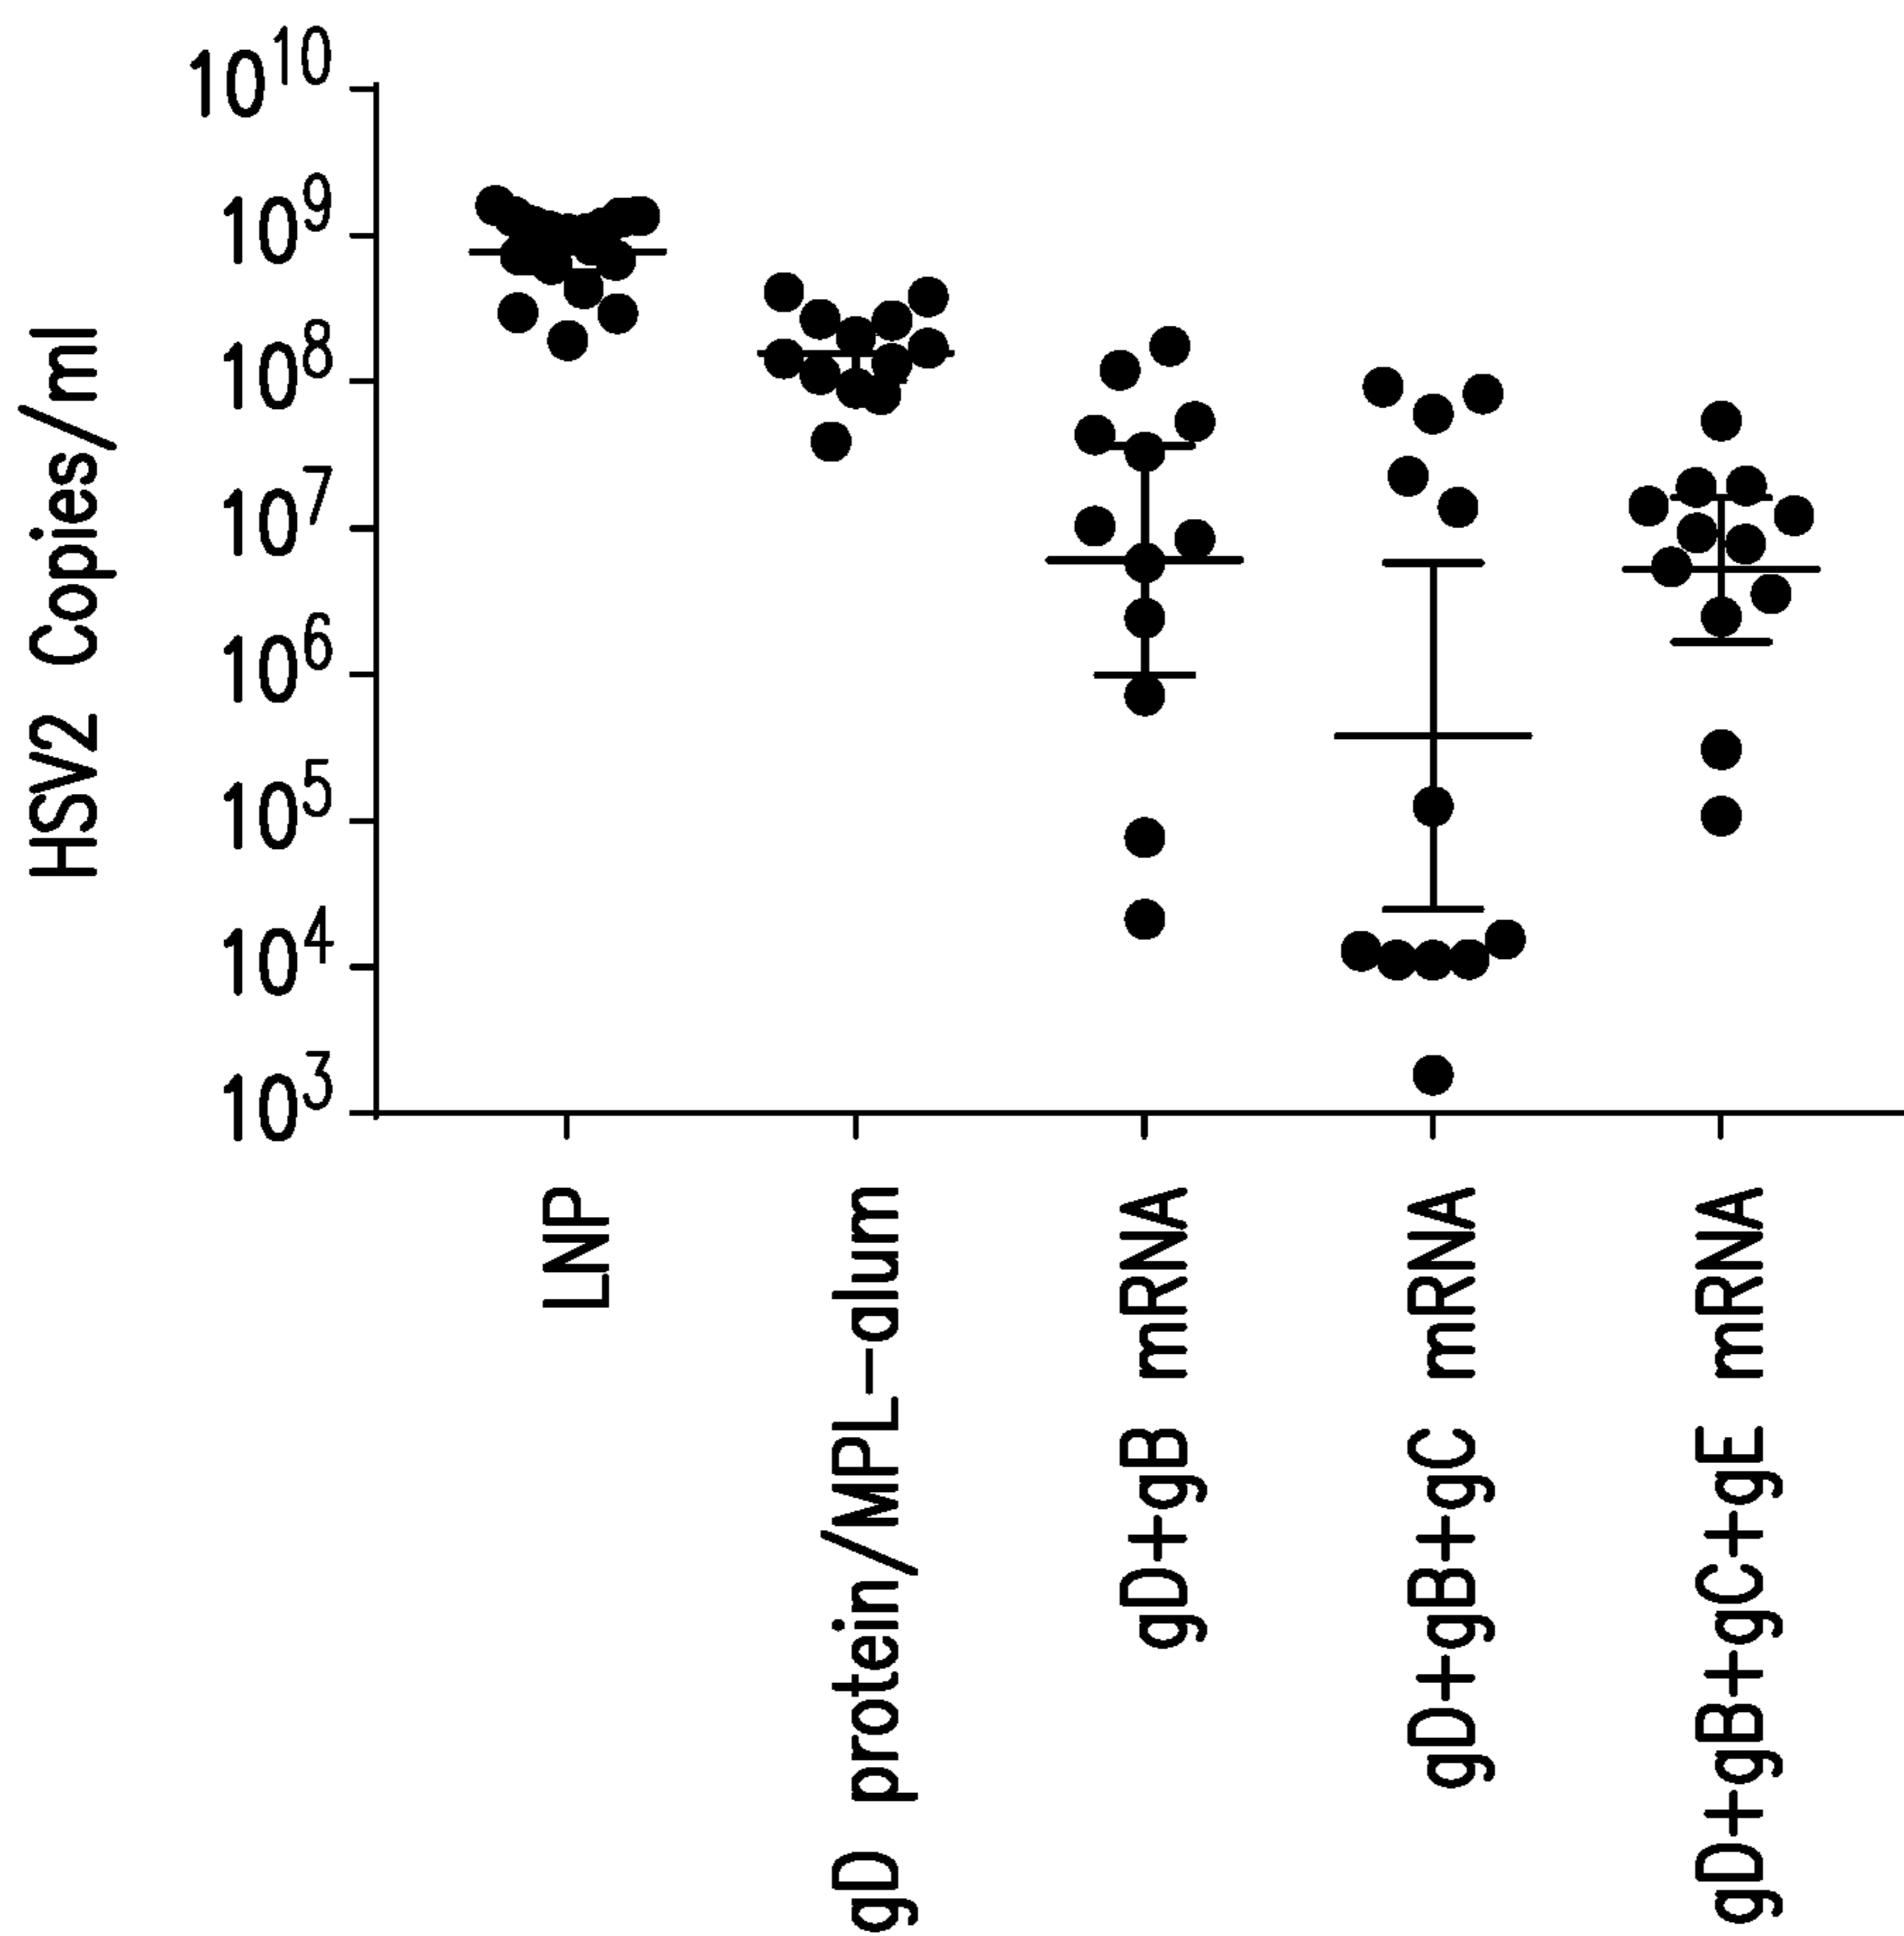 HSV2 Copies/ml
10^10
10^9
10^8
10^7
10^6
10^5
10^4
10^3
LNP
gD protein/MPL-alum
gD+gB mRNA
gD+gB+gC mRNA
gD+gB+gC+gE mRNA